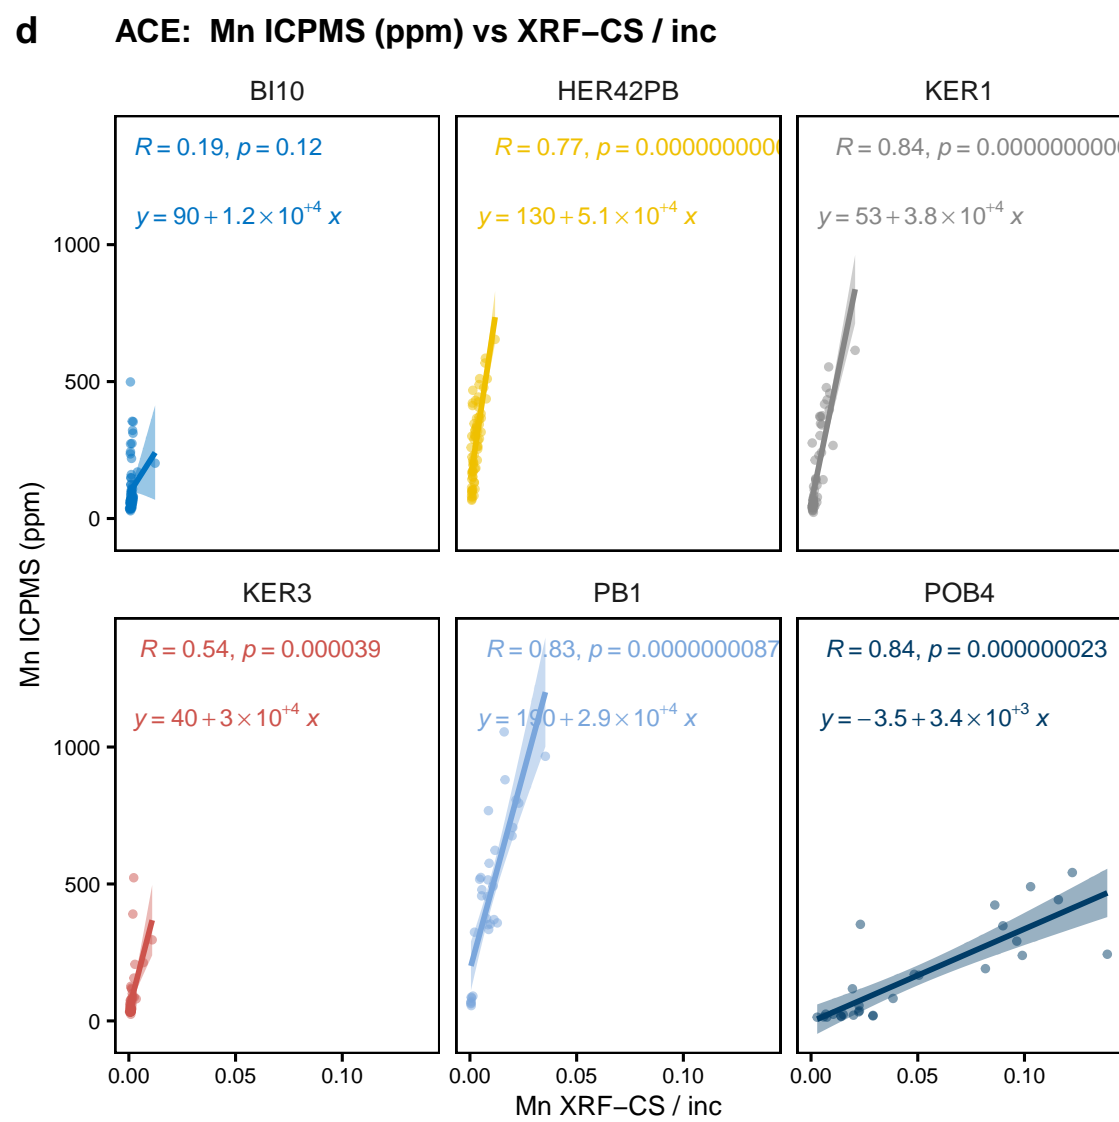 d ACE: Mn ICPMS (ppm) vs XRF−CS / inc
BI10 HER42PB KER1
R = 0.19, p = 0.12 R = 0.77, p = 0.0000000000 R = 0.84, p = 0.0000000000
y = 90 + 1.2 × 10⁺⁴ x y = 130 + 5.1 × 10⁺⁴ x y = 53 + 3.8 × 10⁺⁴ x
1000
500
0
Mn ICPMS (ppm)
KER3 PB1 POB4
R = 0.54, p = 0.000039 R = 0.83, p = 0.0000000087 R = 0.84, p = 0.000000023
y = 40 + 3 × 10⁺⁴ x y = 190 + 2.9 × 10⁺⁴ x y = −3.5 + 3.4 × 10⁺³ x
1000
500
0
0.00 0.05 0.10 0.00 0.05 0.10 0.00 0.05 0.10
Mn XRF−CS / inc